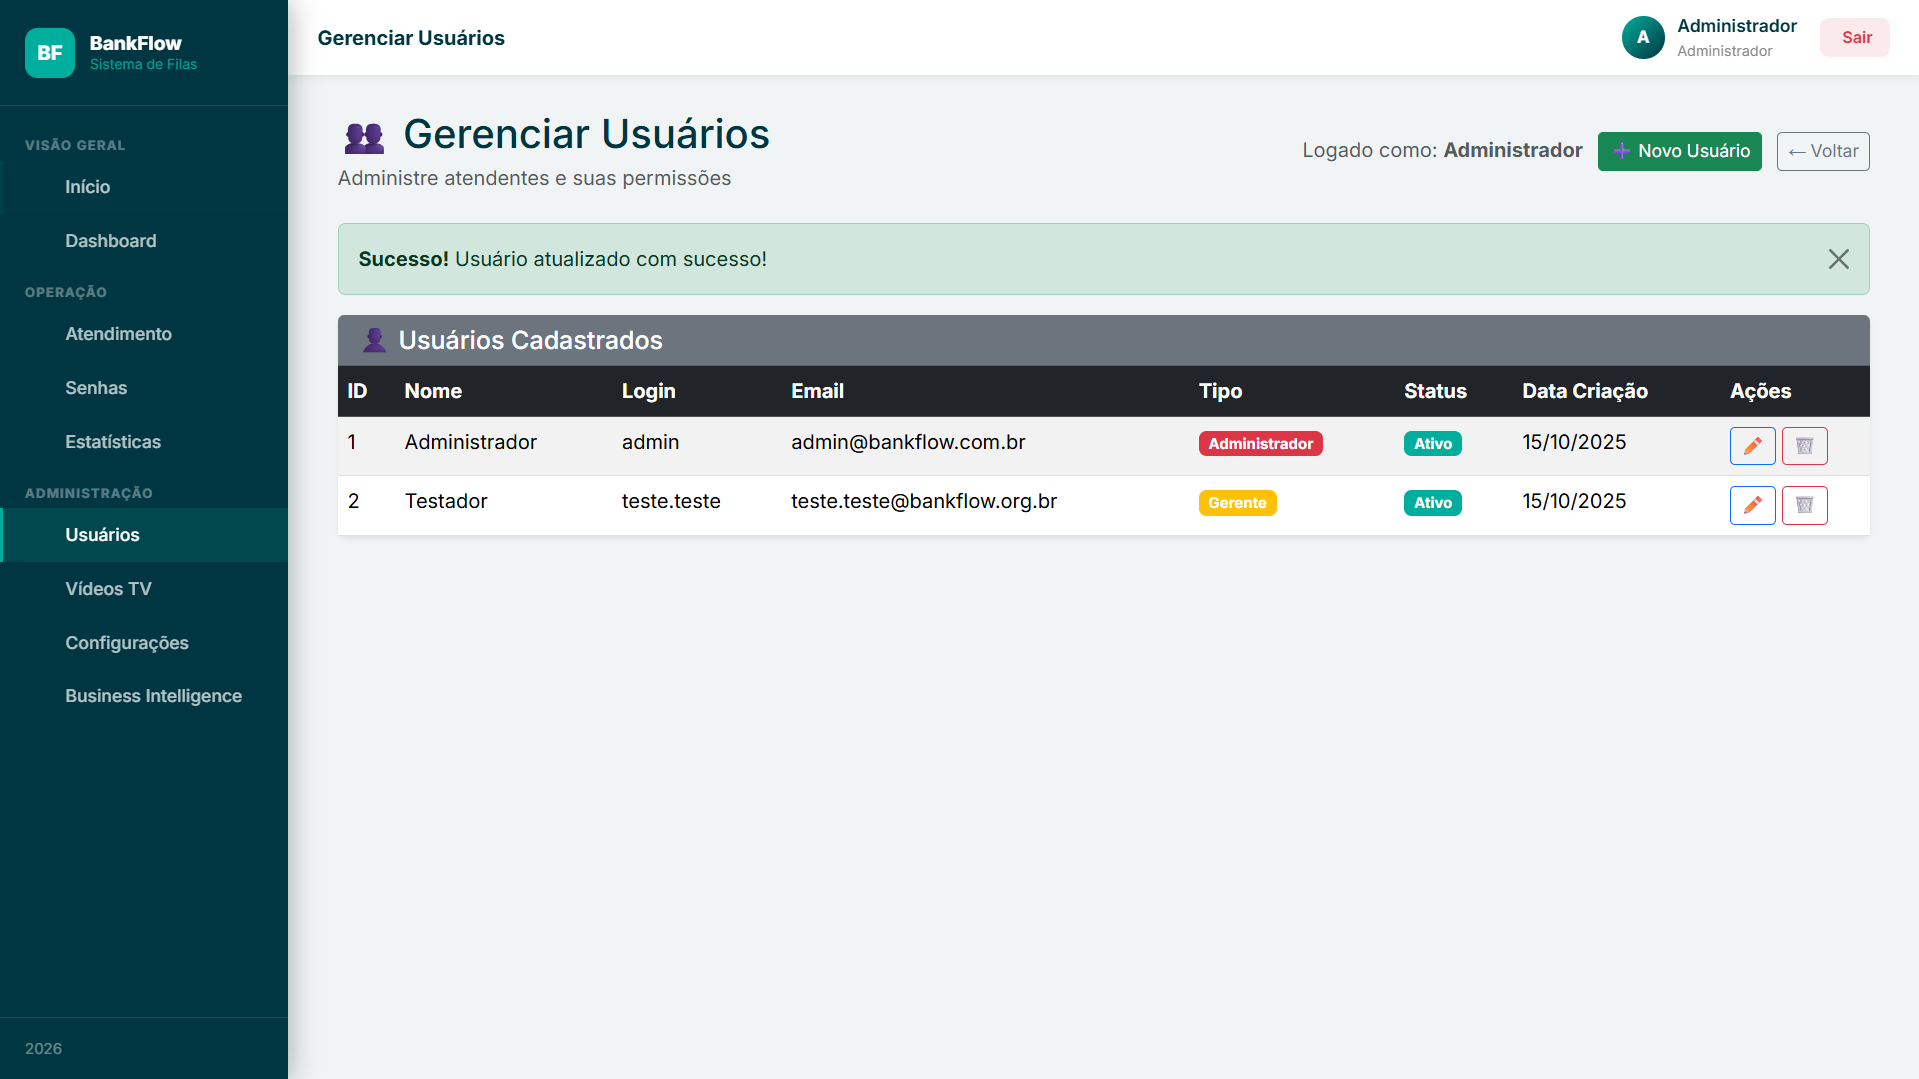 BF
BankFlow
Sistema de Filas
VISÃO GERAL
Início
Dashboard
OPERAÇÃO
Atendimento
Senhas
Estatísticas
ADMINISTRAÇÃO
Usuários
Vídeos TV
Configurações
Business Intelligence
2026
Gerenciar Usuários
A
Administrador
Administrador
Sair
Gerenciar Usuários
Administre atendentes e suas permissões
Logado como: Administrador
Novo Usuário
← Voltar
Sucesso! Usuário atualizado com sucesso!
Usuários Cadastrados
ID Nome Login Email Tipo Status Data Criação Ações
1 Administrador admin admin@bankflow.com.br Administrador Ativo 15/10/2025
2 Testador teste.teste teste.teste@bankflow.org.br Gerente Ativo 15/10/2025